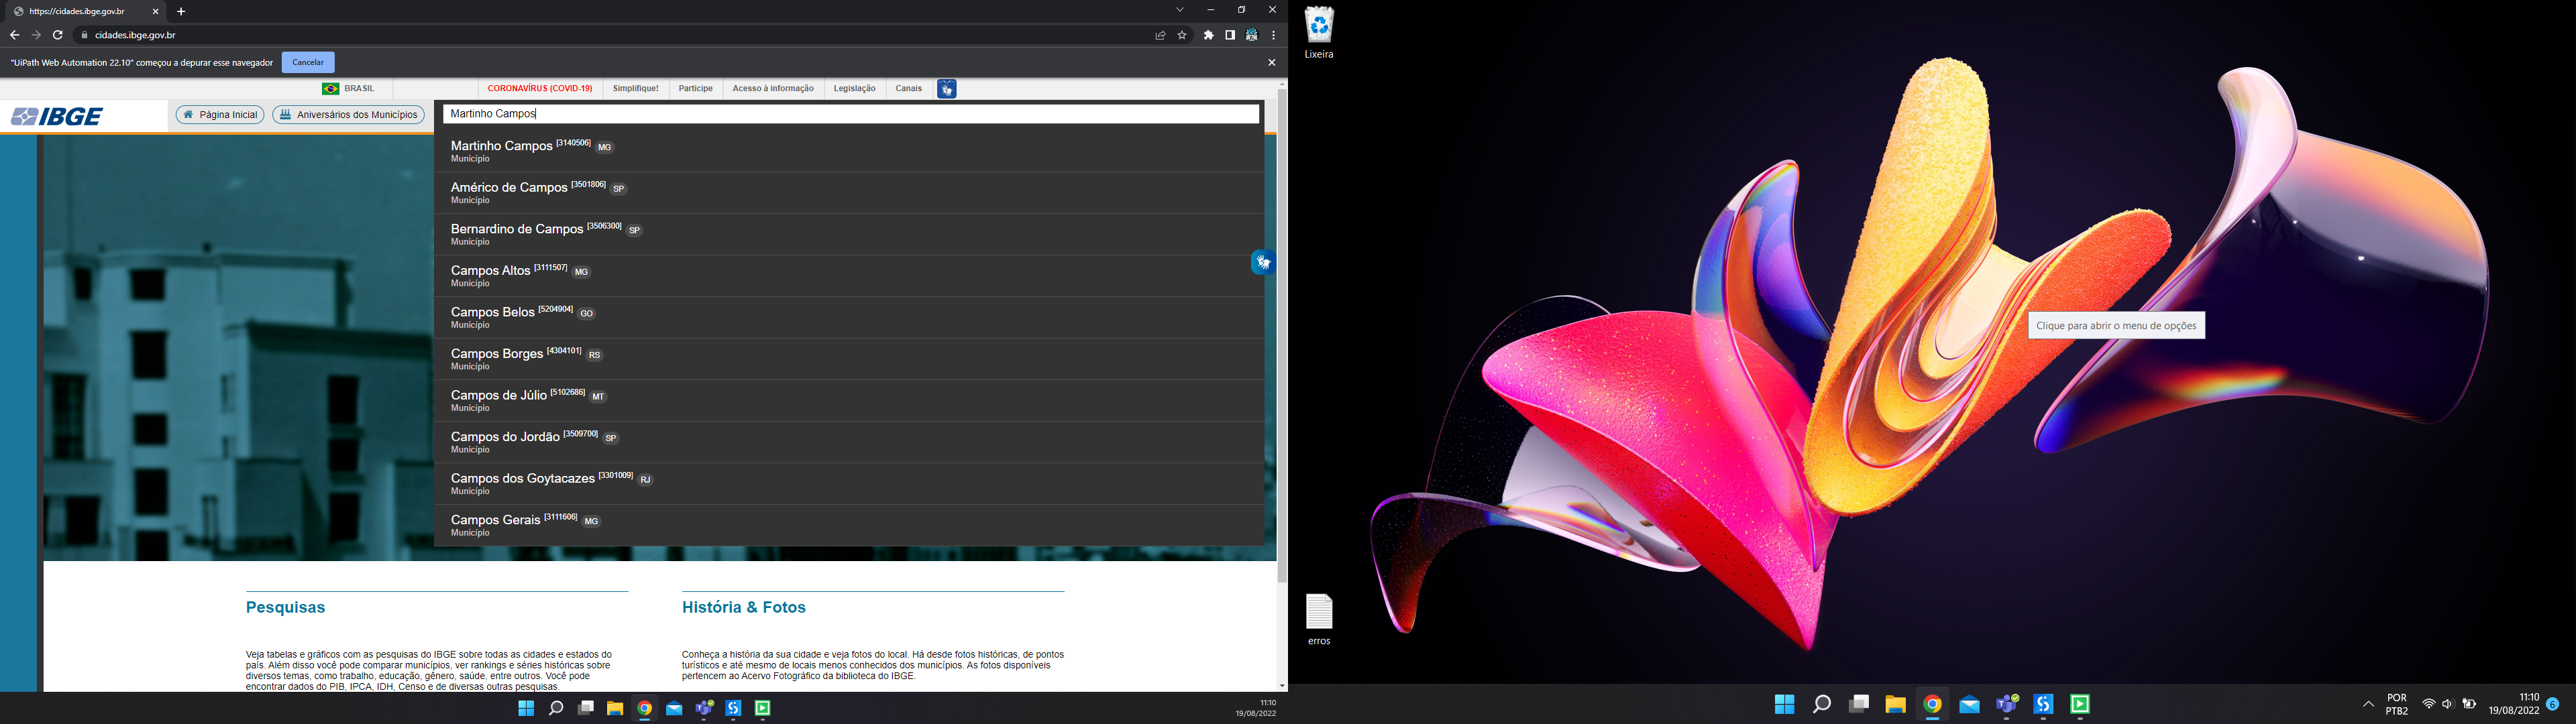 https://cidades.ibge.gov.br
cidades.ibge.gov.br
"UiPath Web Automation 22.10" começou a depurar esse navegador
Cancelar
BRASIL
CORONAVÍRUS (COVID-19)
Simplifique!
Participe
Acesso à informação
Legislação
Canais
IBGE
Página Inicial
Aniversários dos Municípios
Martinho Campos
Martinho Campos [3140506] MG
Município
Américo de Campos [3501806] SP
Município
Bernardino de Campos [3506300] SP
Município
Campos Altos [3111507] MG
Município
Campos Belos [5204904] GO
Município
Campos Borges [4304101] RS
Município
Campos de Júlio [5102686] MT
Município
Campos do Jordão [3509700] SP
Município
Campos dos Goytacazes [3301009] RJ
Município
Campos Gerais [3111606] MG
Município
Pesquisas
Veja tabelas e gráficos com as pesquisas do IBGE sobre todas as cidades e estados do
país. Além disso você pode comparar municípios, ver rankings e séries históricas sobre
diversos temas, como trabalho, educação, gênero, saúde, entre outros. Você pode
encontrar dados do PIB, IPCA, IDH, Censo e de diversas outras pesquisas.
História & Fotos
Conheça a história da sua cidade e veja fotos do local. Há desde fotos históricas, de pontos
turísticos e até mesmo de locais menos conhecidos dos municípios. As fotos disponíveis
pertencem ao Acervo Fotográfico da biblioteca do IBGE.
11:10
19/08/2022
Lixeira
Clique para abrir o menu de opções
erros
POR
PTB2
11:10
19/08/2022
6